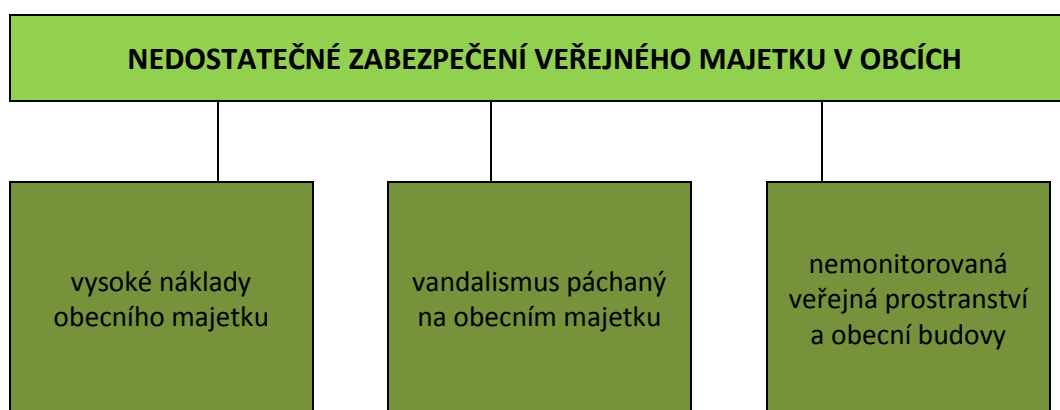 NEDOSTATEČNÉ ZABEZPEČENÍ VEŘEJNÉHO MAJETKU V OBCÍCH
vysoké náklady
obecního majetku
vandalismus páchaný
na obecním majetku
nemonitorovaná
veřejná prostranství
a obecní budovy